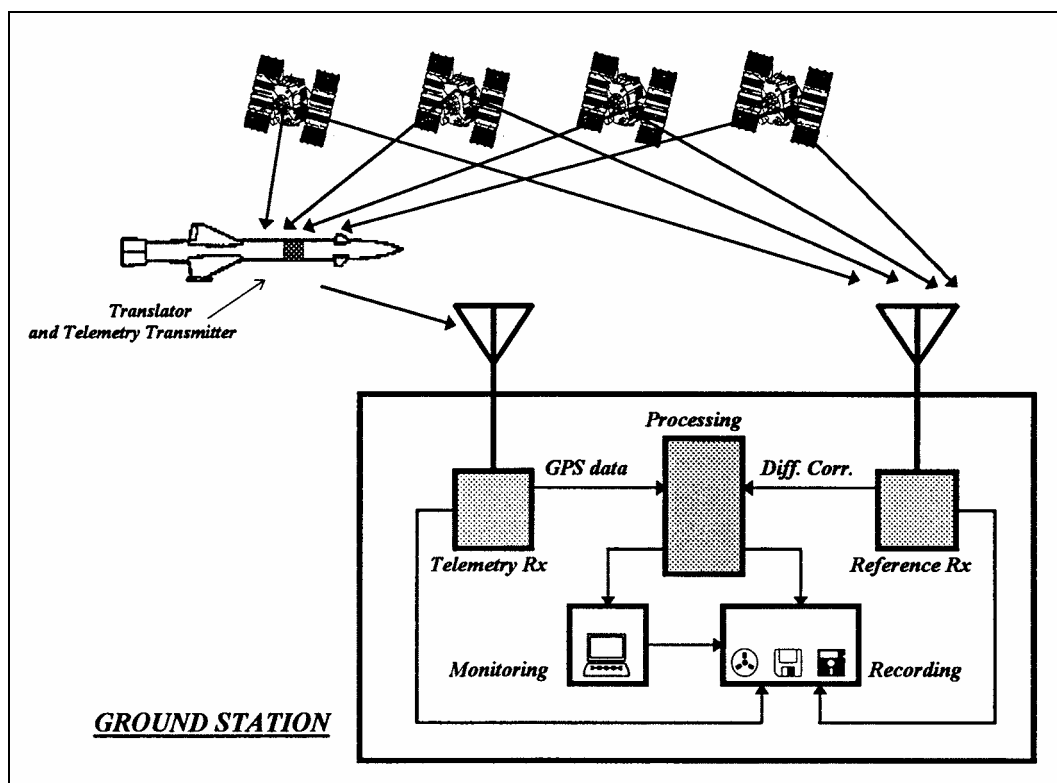 Translator
and Telemetry Transmitter
Processing
GPS data
Diff. Corr.
Telemetry Rx
Reference Rx
Monitoring
Recording
GROUND STATION